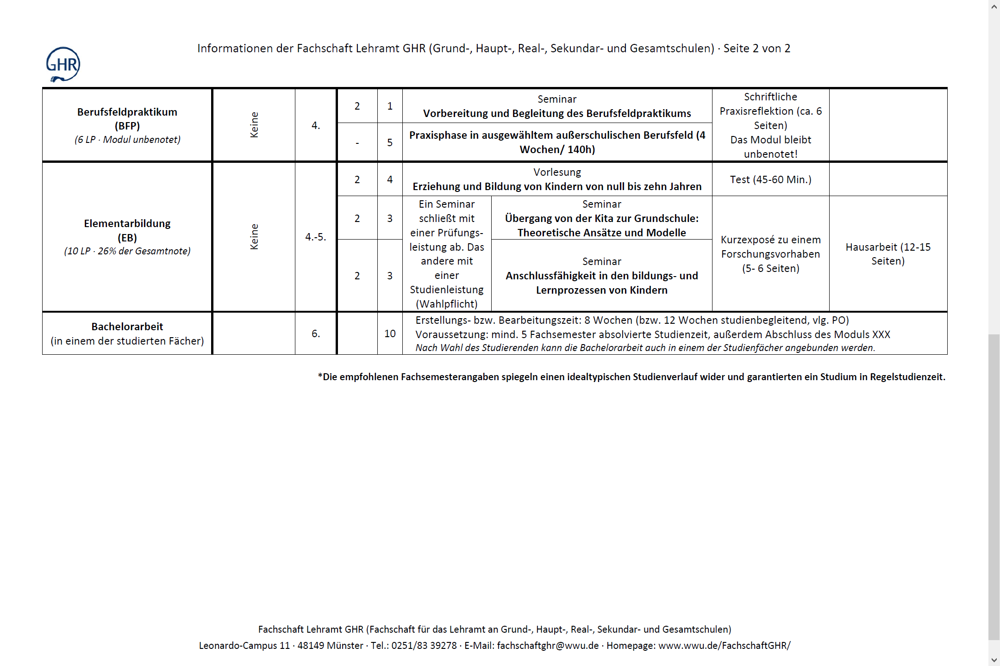 Informationen der Fachschaft Lehramt GHR (Grund-, Haupt-, Real-, Sekundar- und Gesamtschulen) · Seite 2 von 2
GHR
Berufsfeldpraktikum
(BFP)
(6 LP · Modul unbenotet)
Keine
4.
2
1
Seminar
Vorbereitung und Begleitung des Berufsfeldpraktikums
-
5
Praxisphase in ausgewähltem außerschulischen Berufsfeld (4
Wochen/ 140h)
Schriftliche
Praxisreflektion (ca. 6
Seiten)
Das Modul bleibt
unbenotet!
Elementarbildung
(EB)
(10 LP · 26% der Gesamtnote)
Keine
4.-5.
2
4
Vorlesung
Erziehung und Bildung von Kindern von null bis zehn Jahren
Test (45-60 Min.)
2
3
Ein Seminar
schließt mit
einer Prüfungs-
leistung ab. Das
andere mit
einer
Studienleistung
(Wahlpflicht)
Seminar
Übergang von der Kita zur Grundschule:
Theoretische Ansätze und Modelle
2
3
Seminar
Anschlussfähigkeit in den bildungs- und
Lernprozessen von Kindern
Kurzexposé zu einem
Forschungsvorhaben
(5- 6 Seiten)
Hausarbeit (12-15
Seiten)
Bachelorarbeit
(in einem der studierten Fächer)
6.
10
Erstellungs- bzw. Bearbeitungszeit: 8 Wochen (bzw. 12 Wochen studienbegleitend, vlg. PO)
Voraussetzung: mind. 5 Fachsemester absolvierte Studienzeit, außerdem Abschluss des Moduls XXX
Nach Wahl des Studierenden kann die Bachelorarbeit auch in einem der Studienfächer angebunden werden.
*Die empfohlenen Fachsemesterangaben spiegeln einen idealtypischen Studienverlauf wider und garantierten ein Studium in Regelstudienzeit.
Fachschaft Lehramt GHR (Fachschaft für das Lehramt an Grund-, Haupt-, Real-, Sekundar- und Gesamtschulen)
Leonardo-Campus 11 · 48149 Münster · Tel.: 0251/83 39278 · E-Mail: fachschaftghr@wwu.de · Homepage: www.wwu.de/FachschaftGHR/